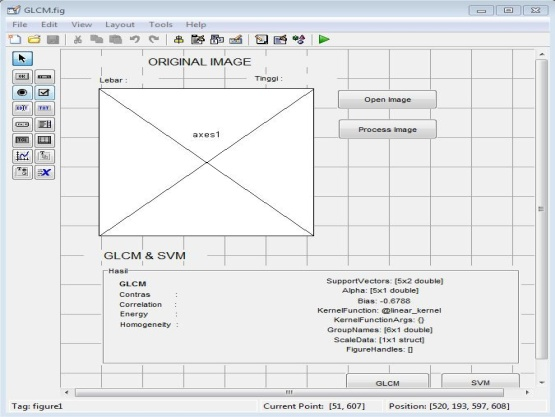 GLCM.fig
File Edit View Layout Tools Help
ORIGINAL IMAGE
Lebar : Tinggi :
axes1
Open Image
Process Image
GLCM & SVM
Hasil
GLCM
Contras :
Correlation :
Energy :
Homogeneity :
SupportVectors: [5x2 double]
Alpha: [5x1 double]
Bias: -0.6788
KernelFunction: @linear_kernel
KernelFunctionArgs: {}
GroupNames: [6x1 double]
ScaleData: [1x1 struct]
FigureHandles: []
GLCM SVM
Tag: figure1 Current Point: [51, 607] Position: [520, 193, 597, 608]